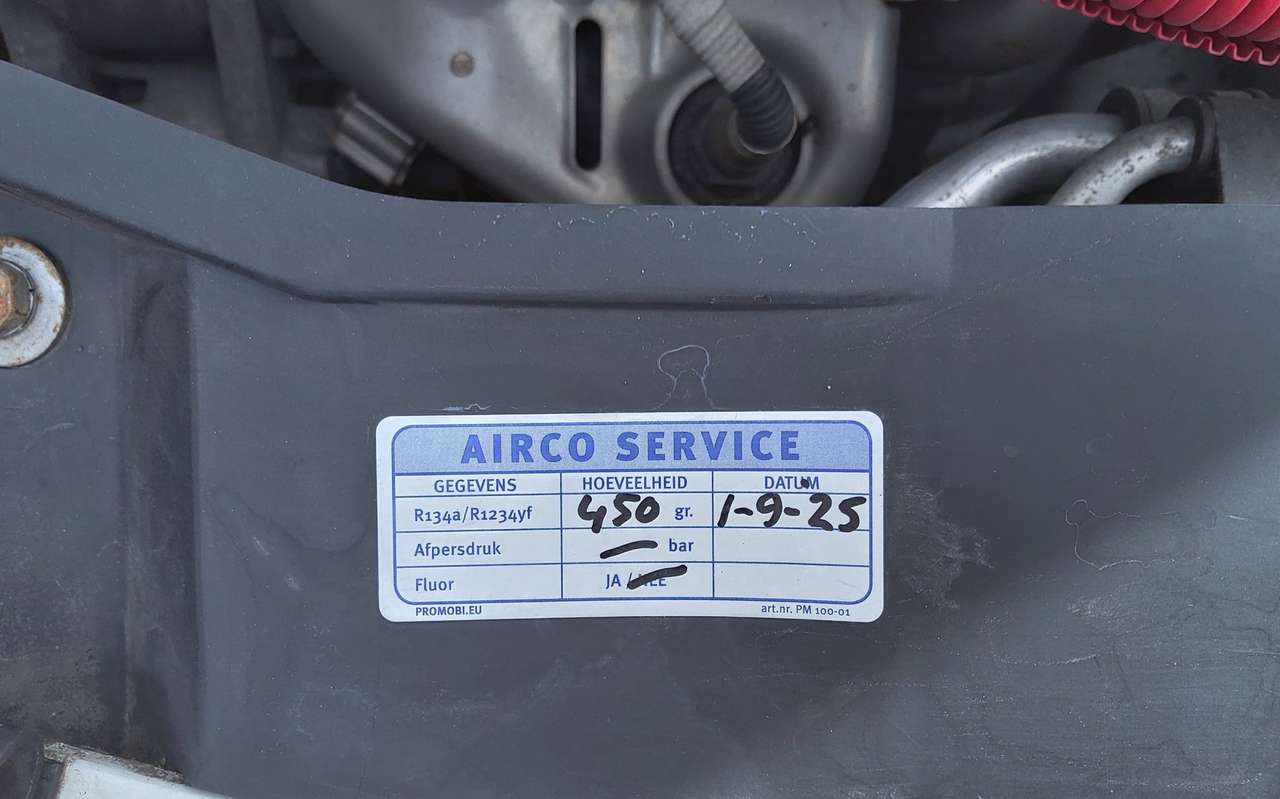 AIRCO SERVICE
GEGEVENS HOEVEELHEID DATUM
R134a/R1234yf 450 gr. 1-9-25
Afpersdruk — bar
Fluor JA /
PROMOBI.EU art.nr. PM 100-01